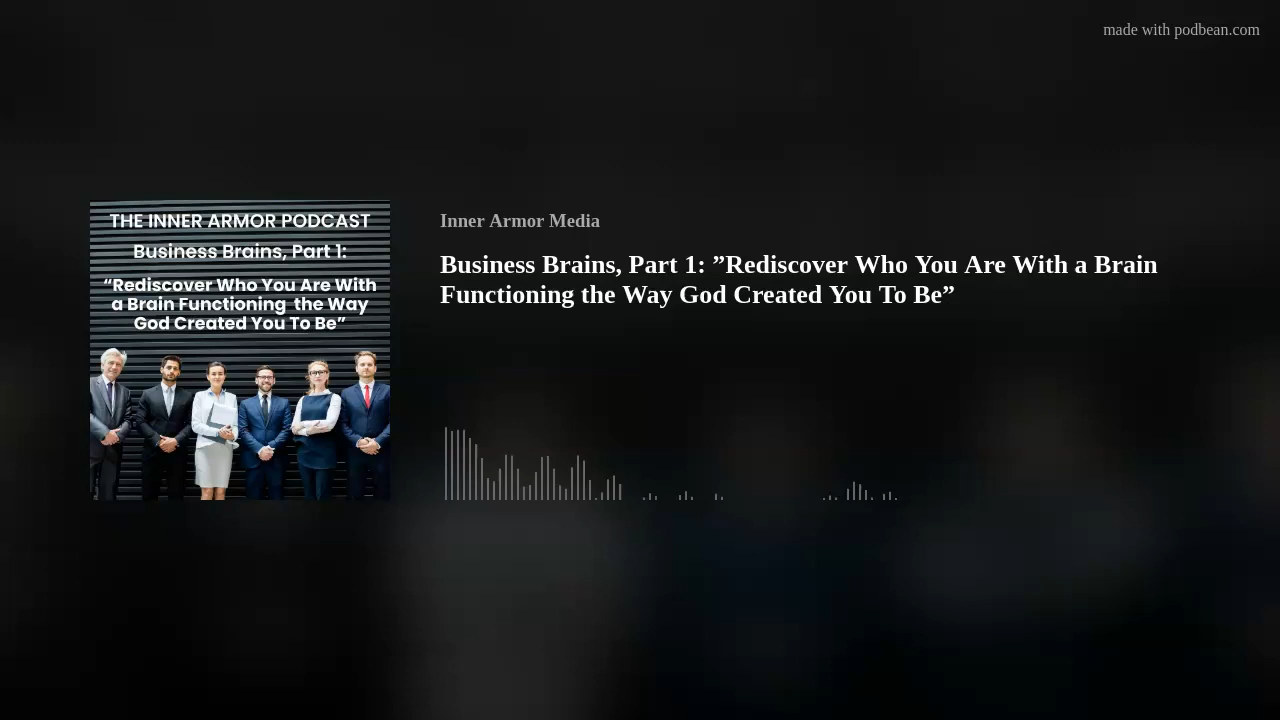 made with podbean.com
THE INNER ARMOR PODCAST
Business Brains, Part 1:
“Rediscover Who You Are With
a Brain Functioning the Way
God Created You To Be”
Inner Armor Media
Business Brains, Part 1: ”Rediscover Who You Are With a Brain
Functioning the Way God Created You To Be”